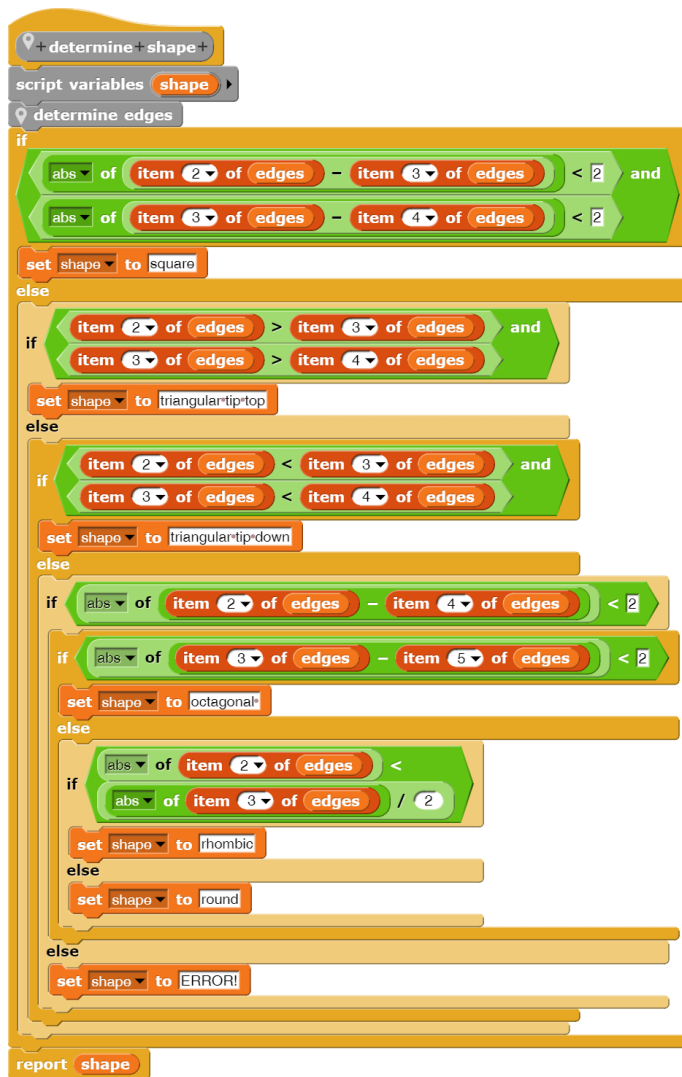 + determine + shape +
script variables shape
determine edges
if
abs of item 2 of edges − item 3 of edges < 2 and
abs of item 3 of edges − item 4 of edges < 2
set shape to square
else
if
item 2 of edges > item 3 of edges and
item 3 of edges > item 4 of edges
set shape to triangular tip top
else
if
item 2 of edges < item 3 of edges and
item 3 of edges < item 4 of edges
set shape to triangular tip down
else
if abs of item 2 of edges − item 4 of edges < 2
if abs of item 3 of edges − item 5 of edges < 2
set shape to octagonal
else
if
abs of item 2 of edges <
abs of item 3 of edges / 2
set shape to rhombic
else
set shape to round
else
set shape to ERROR!
report shape